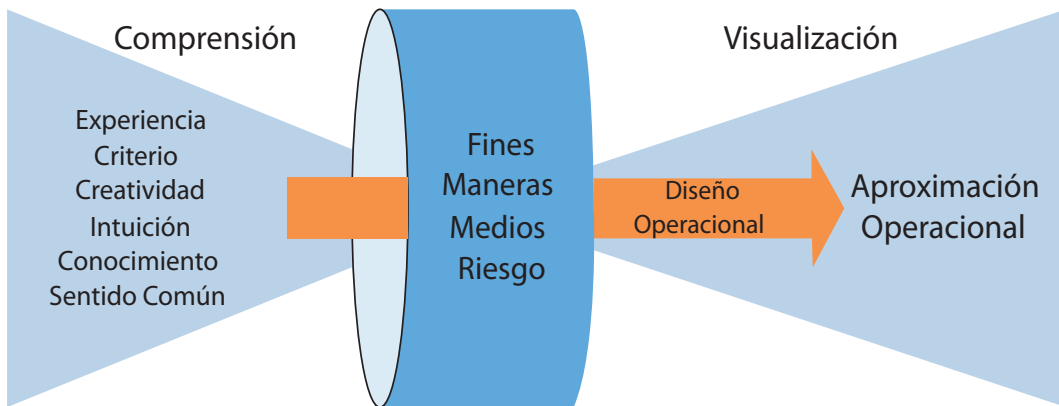 Comprensión
Experiencia
Criterio
Creatividad
Intuición
Conocimiento
Sentido Común
Fines
Maneras
Medios
Riesgo
Visualización
Diseño
Operacional
Aproximación
Operacional